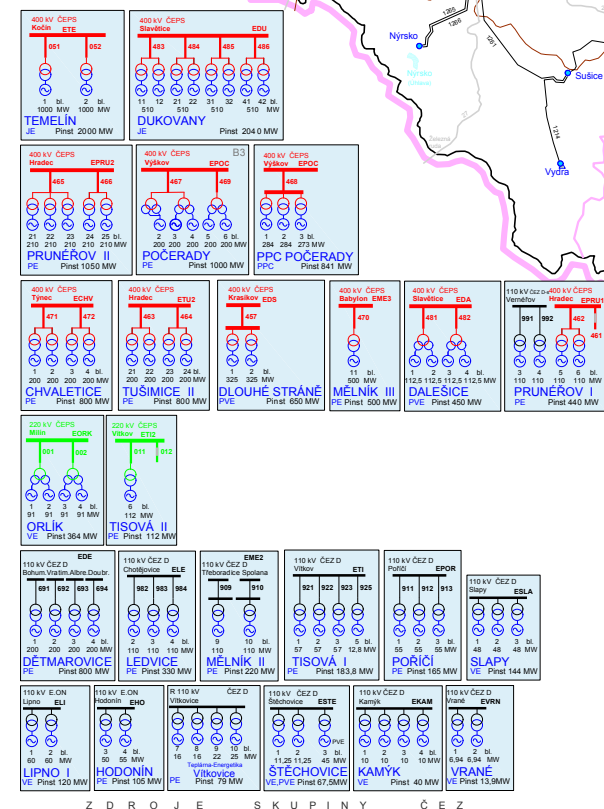 400 kV ČEPS
Kočín ETE
051 052
1 2 bl.
1000 1000 MW
TEMELÍN
JE Pinst 2000 MW
400 kV ČEPS
Slavětice EDU
483 484 485 486
11 12 21 22 31 32 41 42 bl.
510 510 510 510 MW
DUKOVANY
JE Pinst 2040 MW
1265
1266
1261
Nýrsko
Nýrsko
Sušice
27
1214
Železná
Ruda
Vydra
400 kV ČEPS
Hradec EPRU2
465 466
21 22 23 24 25 bl.
210 210 210 210 210 MW
PRUNÉŘOV II
PE Pinst 1050 MW
B3
400 kV ČEPS
Výškov EPOC
467 469
2 3 4 5 6 bl.
200 200 200 200 200 MW
POČERADY
PE Pinst 1000 MW
400 kV ČEPS
Výškov EPOC
468
1 2 3 bl.
284 284 273 MW
PPC POČERADY
PPC Pinst 841 MW
400 kV ČEPS
Týnec ECHV
471 472
1 2 3 4 bl.
200 200 200 200 MW
CHVALETICE
PE Pinst 800 MW
400 kV ČEPS
Hradec ETU2
463 464
21 22 23 24 bl.
200 200 200 200 MW
TUŠIMICE II
PE Pinst 800 MW
400 kV ČEPS
Krasíkov EDS
457
1 2 bl.
325 325 MW
DLOUHÉ STRÁNĚ
PVE Pinst 650 MW
400 kV ČEPS
Babylon EME3
470
11 bl.
500 MW
MĚLNÍK III
PE Pinst 500 MW
400 kV ČEPS
Slavětice EDA
481 482
1 2 3 4 bl.
112,5 112,5 112,5 112,5 MW
DALEŠICE
PVE Pinst 450 MW
110 kV ČEZ D 400 kV ČEPS
Vernéřov Hradec EPRU1
991 992 462 461
3 4 5 6 bl.
110 110 110 110 MW
PRUNÉŘOV I
PE Pinst 440 MW
220 kV ČEPS
Milín EORK
001 002
1 2 3 4 bl.
91 91 91 91 MW
ORLÍK
VE Pinst 364 MW
220 kV ČEPS
Vítkov ETI2
011 012
6 bl.
112 MW
TISOVÁ II
PE Pinst 112 MW
EDE
110 kV ČEZ D
Bohum.Vratim.Albre.Doubr.
691 692 693 694
1 2 3 4 bl.
200 200 200 200 MW
DĚTMAROVICE
PE Pinst 800 MW
110 kV ČEZ D
Chotějovice ELE
982 983 984
2 3 4 bl.
110 110 110 MW
LEDVICE
PE Pinst 330 MW
EME2
110 kV ČEZ D
Třeboradice Spolana
909 910
9 10 bl.
110 110 MW
MĚLNÍK II
PE Pinst 220 MW
110 kV ČEZ D
Vítkov ETI
921 922 923 925
1 2 3 5 bl.
57 57 57 12,8 MW
TISOVÁ I
PE Pinst 183,8 MW
110 kV ČEZ D
Poříčí EPOR
911 912 913
1 2 3 bl.
55 55 55 MW
POŘÍČÍ
PE Pinst 165 MW
110 kV ČEZ D
Slapy ESLA
1 2 3 bl.
48 48 48 MW
SLAPY
VE Pinst 144 MW
110 kV E.ON
Lipno ELI
1 2 bl.
60 60 MW
LIPNO I
VE Pinst 120 MW
110 kV E.ON
Hodonín EHO
3 4 bl.
50 55 MW
HODONÍN
PE Pinst 105 MW
R 110 kV ČEZ D
Vítkovice
7 8 9 10 bl.
16 16 22 25 MW
Teplárna-Energetika
Vítkovice
PE Pinst 79 MW
110 kV ČEZ D
Štěchovice ESTE
PVE
1 2 3 bl.
11,25 11,25 45 MW
ŠTĚCHOVICE
VE,PVE Pinst 67,5MW
110 kV ČEZ D
Kamýk EKAM
1 2 3 4 bl.
10 10 10 10 MW
KAMÝK
VE Pinst 40 MW
110 kV ČEZ D
Vrané EVRN
1 2 bl.
6,94 6,94 MW
VRANÉ
VE Pinst 13,9MW
Z D R O J E S K U P I N Y Č E Z